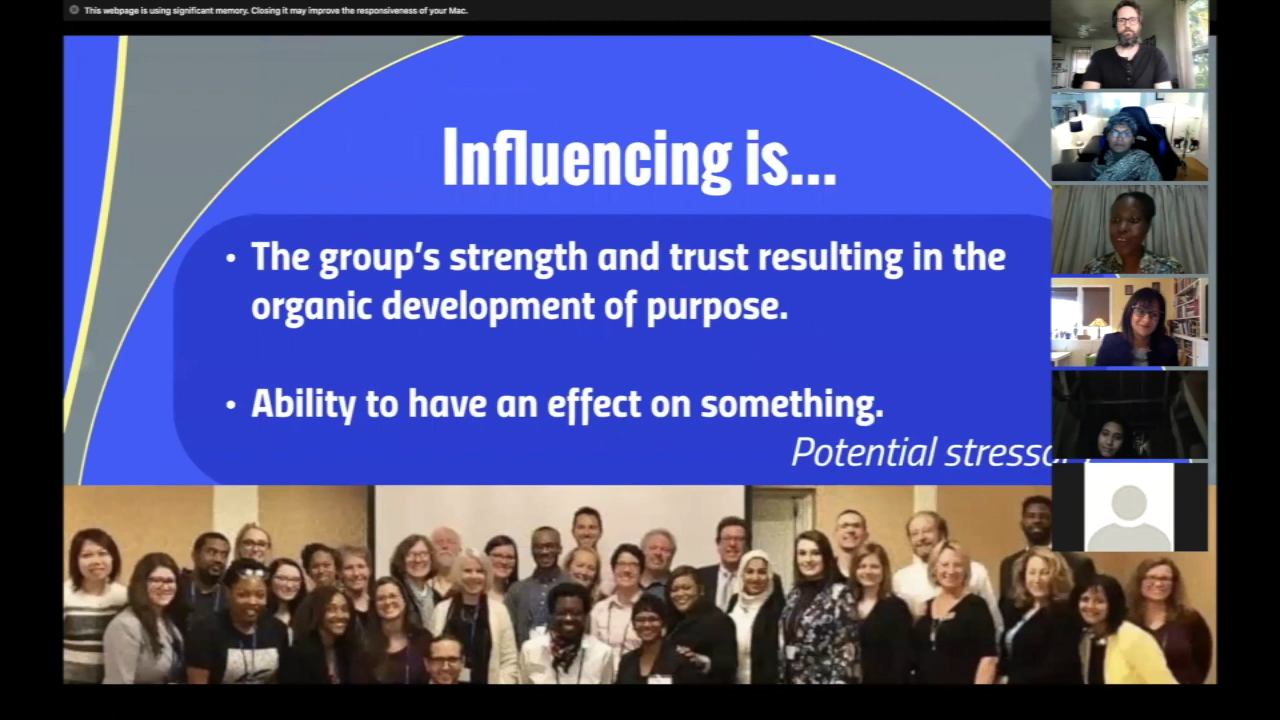 This webpage is using significant memory. Closing it may improve the responsiveness of your Mac.
Influencing is...
• The group's strength and trust resulting in the
organic development of purpose.
• Ability to have an effect on something.
Potential